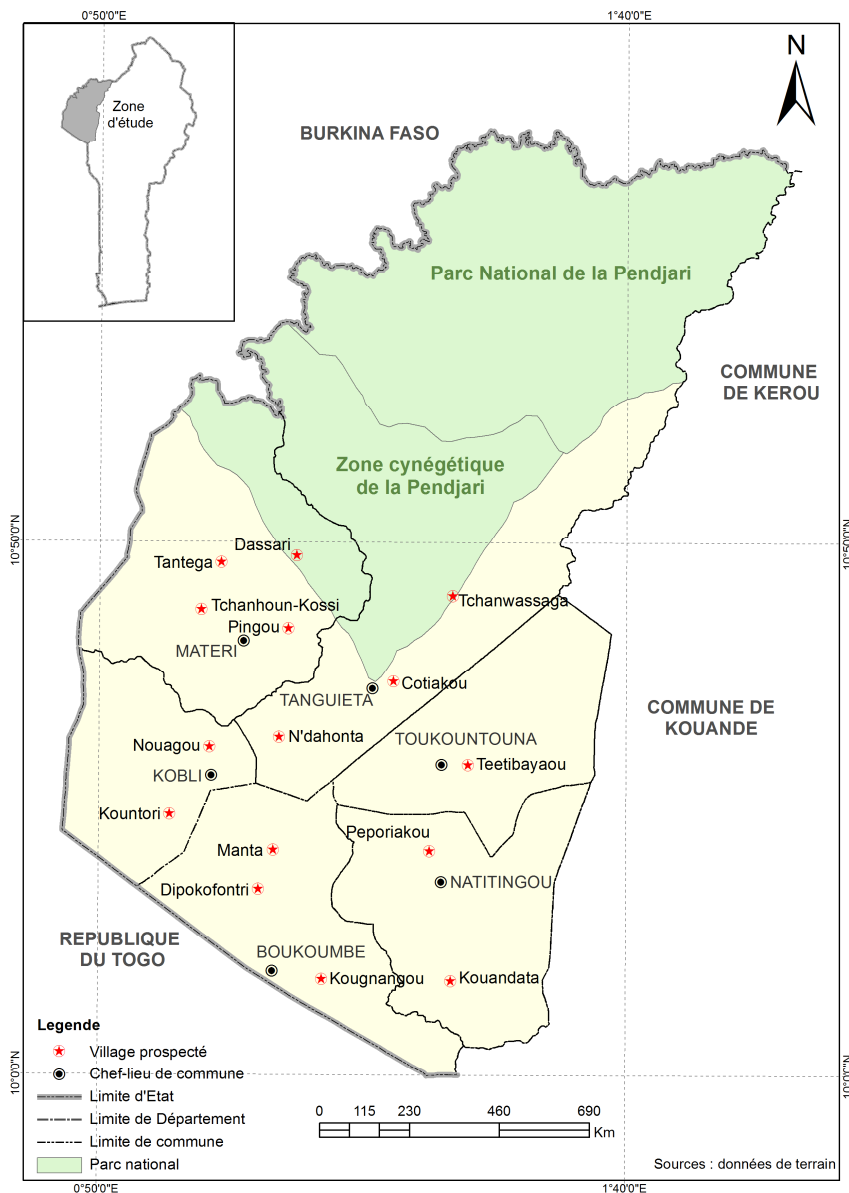 0°50'0"E
1°40'0"E
Zone
d'étude
N
BURKINA FASO
Parc National de la Pendjari
COMMUNE
DE KEROU
Zone cynégétique
de la Pendjari
10°50'0"N
10°50'0"N
Dassari
Tantega
Tchanwassaga
Tchanhoun-Kossi
Pingou
MATERI
Cotiakou
TANGUIETA
COMMUNE DE
KOUANDE
N'dahonta
TOUKOUNTOUNA
Nouagou
Teetibayaou
KOBLI
Kountori
Peporiakou
Manta
NATITINGOU
Dipokofontri
REPUBLIQUE
DU TOGO
BOUKOUMBE
Kougnangou
Kouandata
Legende
Village prospecté
Chef-lieu de commune
Limite d'Etat
Limite de Département
Limite de commune
Parc national
10°0'0"N
10°0'0"N
0 115 230 460 690
Km
Sources : données de terrain
0°50'0"E
1°40'0"E